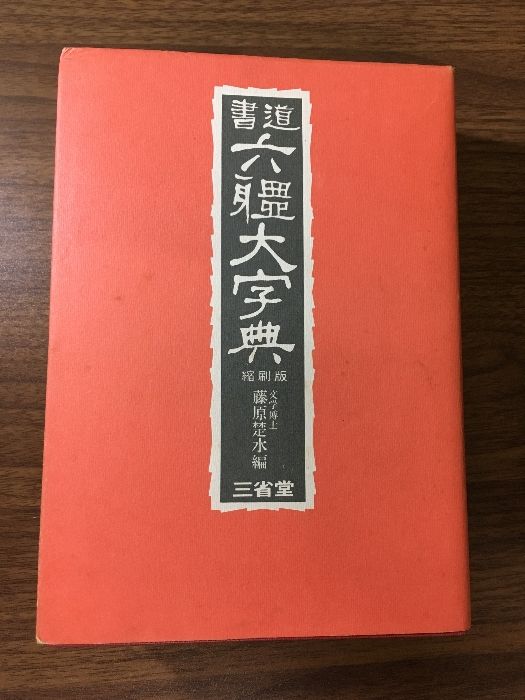 書道
六軆大字典
縮刷版
文学博士
藤原楚水編
三省堂